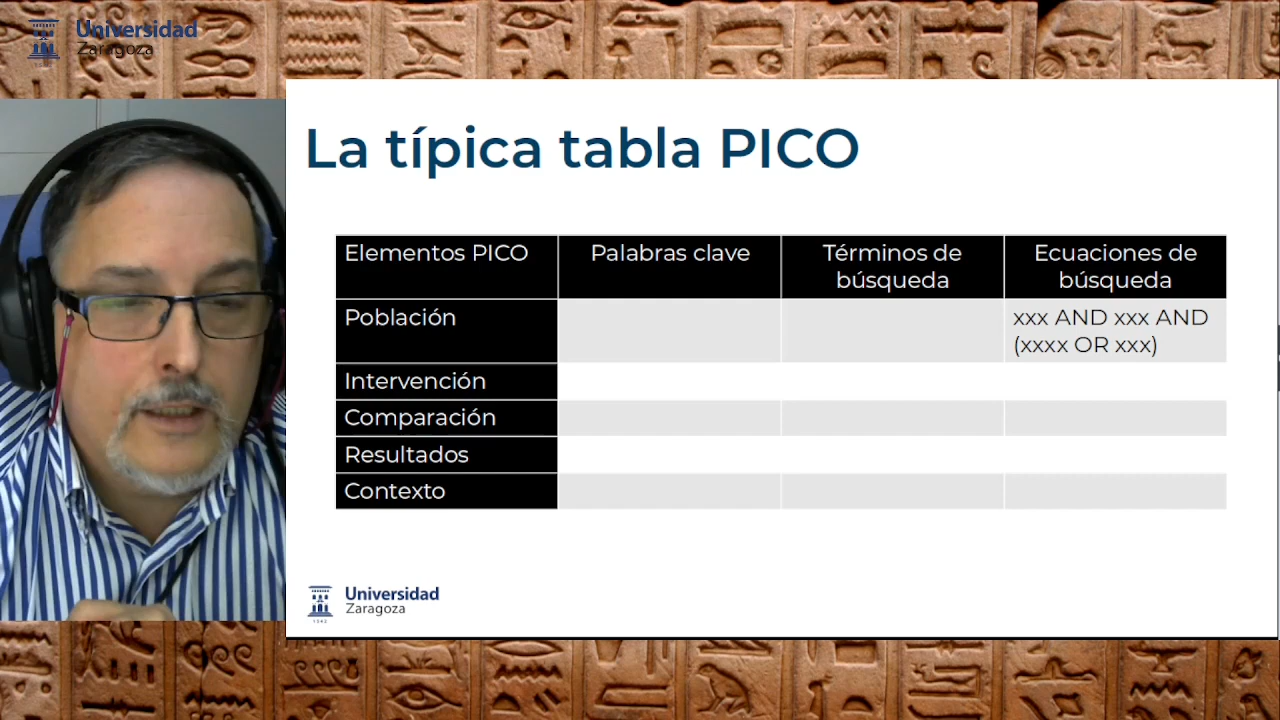 Universidad
Zaragoza
La típica tabla PICO
Elementos PICO
Palabras clave
Términos de
búsqueda
Ecuaciones de
búsqueda
Población
xxx AND xxx AND
(xxxx OR xxx)
Intervención
Comparación
Resultados
Contexto
Universidad
Zaragoza
1542